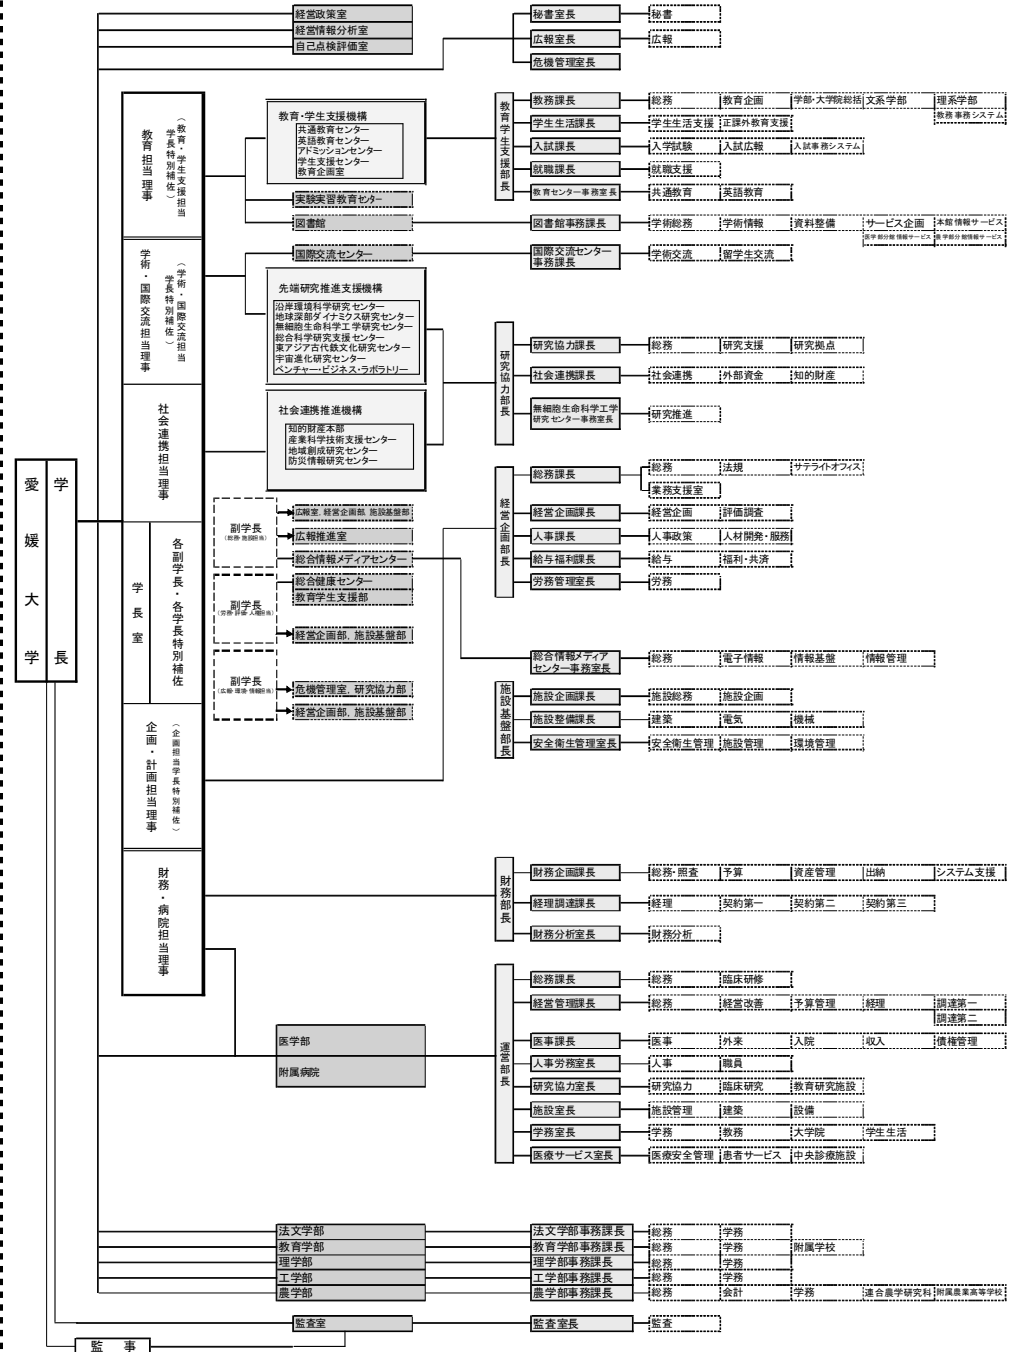 経営政策室
経営情報分析室
自己点検評価室
秘書室長
秘書
広報室長
広報
危機管理室長
教育担当理事
（教育・学生支援担当
学長特別補佐）
教育・学生支援機構
共通教育センター
英語教育センター
アドミッションセンター
学生支援センター
教育企画室
実験実習教育センター
図書館
教育学生支援部長
教務課長
総務 教育企画 学部・大学院総括 文系学部 理系学部
教務事務システム
学生生活課長
学生生活支援 正課外教育支援
入試課長
入学試験 入試広報 入試事務システム
就職課長
就職支援
教育センター事務室長
共通教育 英語教育
図書館事務課長
学術総務 学術情報 資料整備 サービス企画 本館情報サービス
医学部分館情報サービス 農学部分館情報サービス
学術・国際交流担当理事
（学術・国際交流担当
学長特別補佐）
国際交流センター
国際交流センター
事務課長
学術交流 留学生交流
先端研究推進支援機構
沿岸環境科学研究センター
地球深部ダイナミクス研究センター
無細胞生命科学工学研究センター
総合科学研究支援センター
東アジア古代鉄文化研究センター
宇宙進化研究センター
ベンチャー・ビジネス・ラボラトリー
研究協力部長
研究協力課長
総務 研究支援 研究拠点
社会連携課長
社会連携 外部資金 知的財産
無細胞生命科学工学
研究センター事務室長
研究推進
社会連携担当理事
社会連携推進機構
知的財産本部
産業科学技術支援センター
地域創成研究センター
防災情報研究センター
愛媛大学
学長
学長室
各副学長・各学長特別補佐
副学長
（総務・施設担当）
広報室，経営企画部，施設基盤部
広報推進室
総合情報メディアセンター
副学長
（労務・評価・人権担当）
総合健康センター
教育学生支援部
経営企画部，施設基盤部
副学長
（広報・環境・情報担当）
危機管理室，研究協力部
経営企画部，施設基盤部
経営企画部長
総務課長
総務 法規 サテライトオフィス
業務支援室
経営企画課長
経営企画 評価調査
人事課長
人事政策 人材開発・服務
給与福利課長
給与 福利・共済
労務管理室長
労務
総合情報メディア
センター事務室長
総務 電子情報 情報基盤 情報管理
施設基盤部長
施設企画課長
施設総務 施設企画
施設整備課長
建築 電気 機械
安全衛生管理室長
安全衛生管理 施設管理 環境管理
企画・計画担当理事
（企画担当学長特別補佐）
財務・病院担当理事
財務部長
財務企画課長
総務・照査 予算 資産管理 出納 システム支援
経理調達課長
経理 契約第一 契約第二 契約第三
財務分析室長
財務分析
医学部
附属病院
運営部長
総務課長
総務 臨床研修
経営管理課長
総務 経営改善 予算管理 経理 調達第一
調達第二
医事課長
医事 外来 入院 収入 債権管理
人事労務室長
人事 職員
研究協力室長
研究協力 臨床研究 教育研究施設
施設室長
施設管理 建築 設備
学務室長
学務 教務 大学院 学生生活
医療サービス室長
医療安全管理 患者サービス 中央診療施設
法文学部
法文学部事務課長
総務 学務
教育学部
教育学部事務課長
総務 学務 附属学校
理学部
理学部事務課長
総務 学務
工学部
工学部事務課長
総務 学務
農学部
農学部事務課長
総務 会計 学務 連合農学研究科 附属農業高等学校
監査室
監査室長
監査
監 事